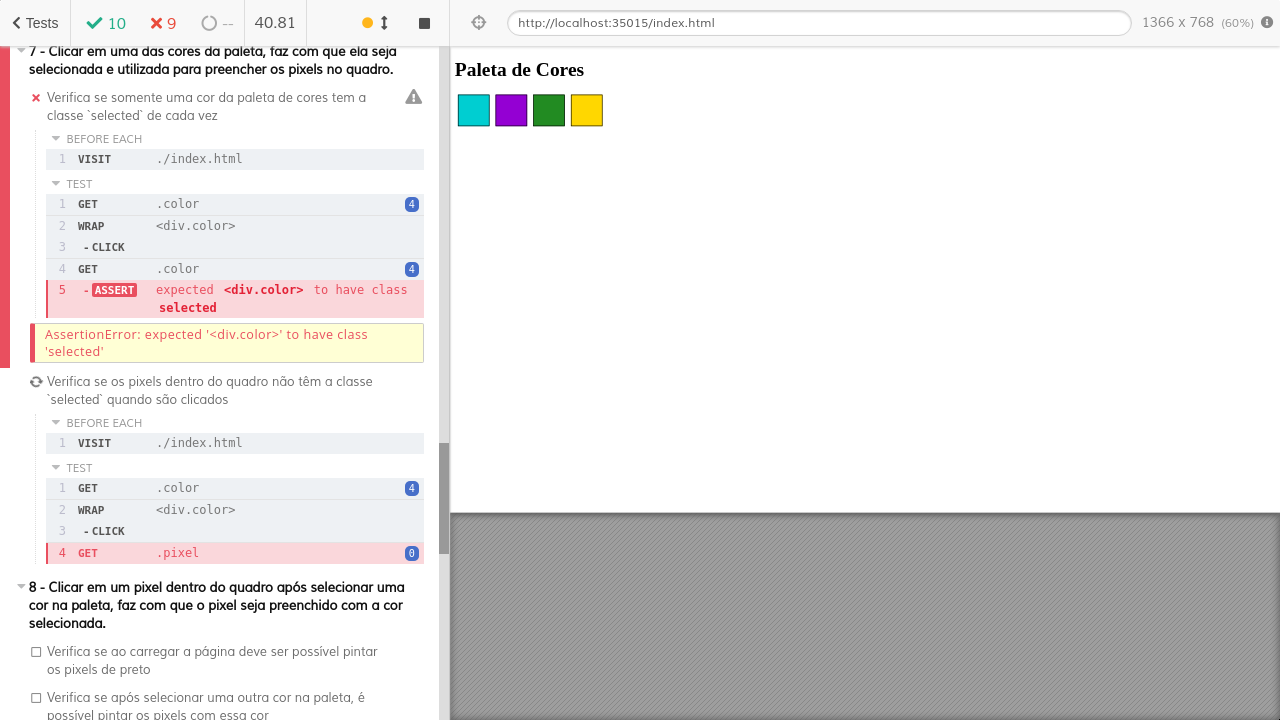 Tests
10
9
--
40.81
http://localhost:35015/index.html
1366 x 768 (60%)
7 - Clicar em uma das cores da paleta, faz com que ela seja
selecionada e utilizada para preencher os pixels no quadro.
Verifica se somente uma cor da paleta de cores tem a
classe `selected` de cada vez
BEFORE EACH
1 VISIT ./index.html
TEST
1 GET .color 4
2 WRAP <div.color>
3 - CLICK
4 GET .color 4
5 - ASSERT expected <div.color> to have class
selected
AssertionError: expected '<div.color>' to have class
'selected'
Verifica se os pixels dentro do quadro não têm a classe
`selected` quando são clicados
BEFORE EACH
1 VISIT ./index.html
TEST
1 GET .color 4
2 WRAP <div.color>
3 - CLICK
4 GET .pixel 0
8 - Clicar em um pixel dentro do quadro após selecionar uma
cor na paleta, faz com que o pixel seja preenchido com a cor
selecionada.
Verifica se ao carregar a página deve ser possível pintar
os pixels de preto
Verifica se após selecionar uma outra cor na paleta, é
possível pintar os pixels com essa cor
Paleta de Cores